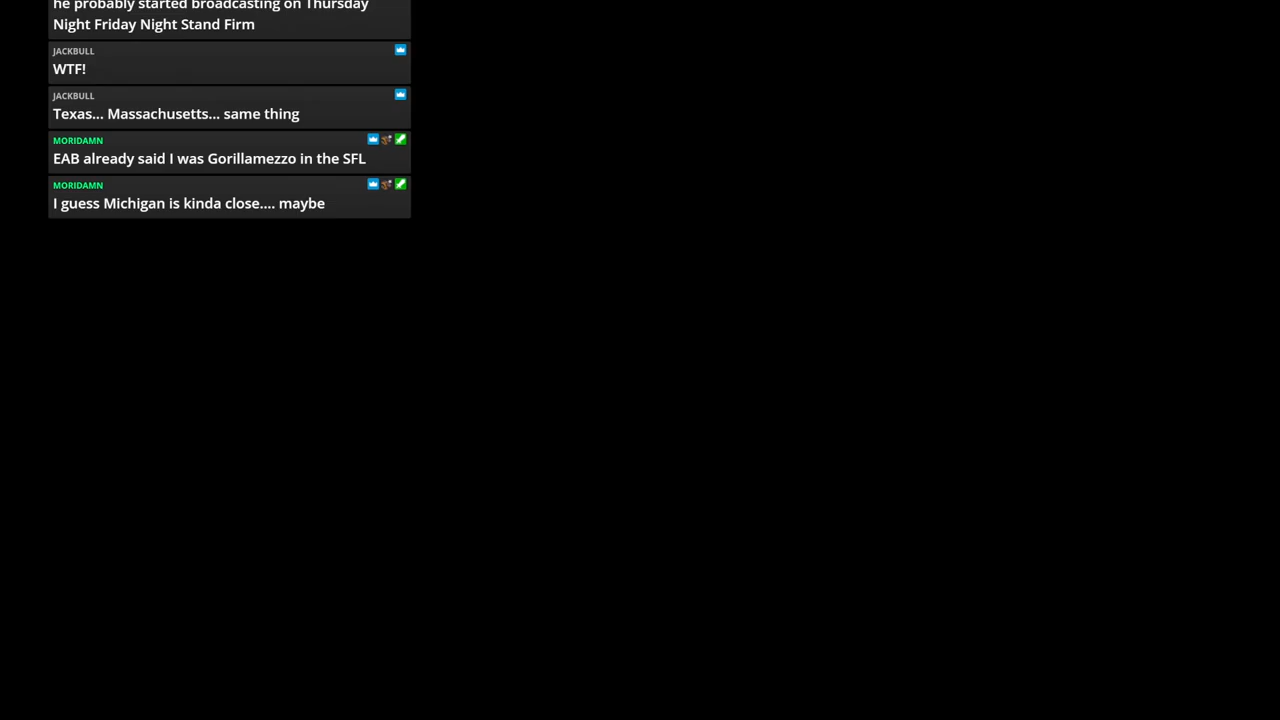 he probably started broadcasting on Thursday
Night Friday Night Stand Firm
JACKBULL
WTF!
JACKBULL
Texas... Massachusetts... same thing
MORIDAMN
EAB already said I was Gorillamezzo in the SFL
MORIDAMN
I guess Michigan is kinda close.... maybe